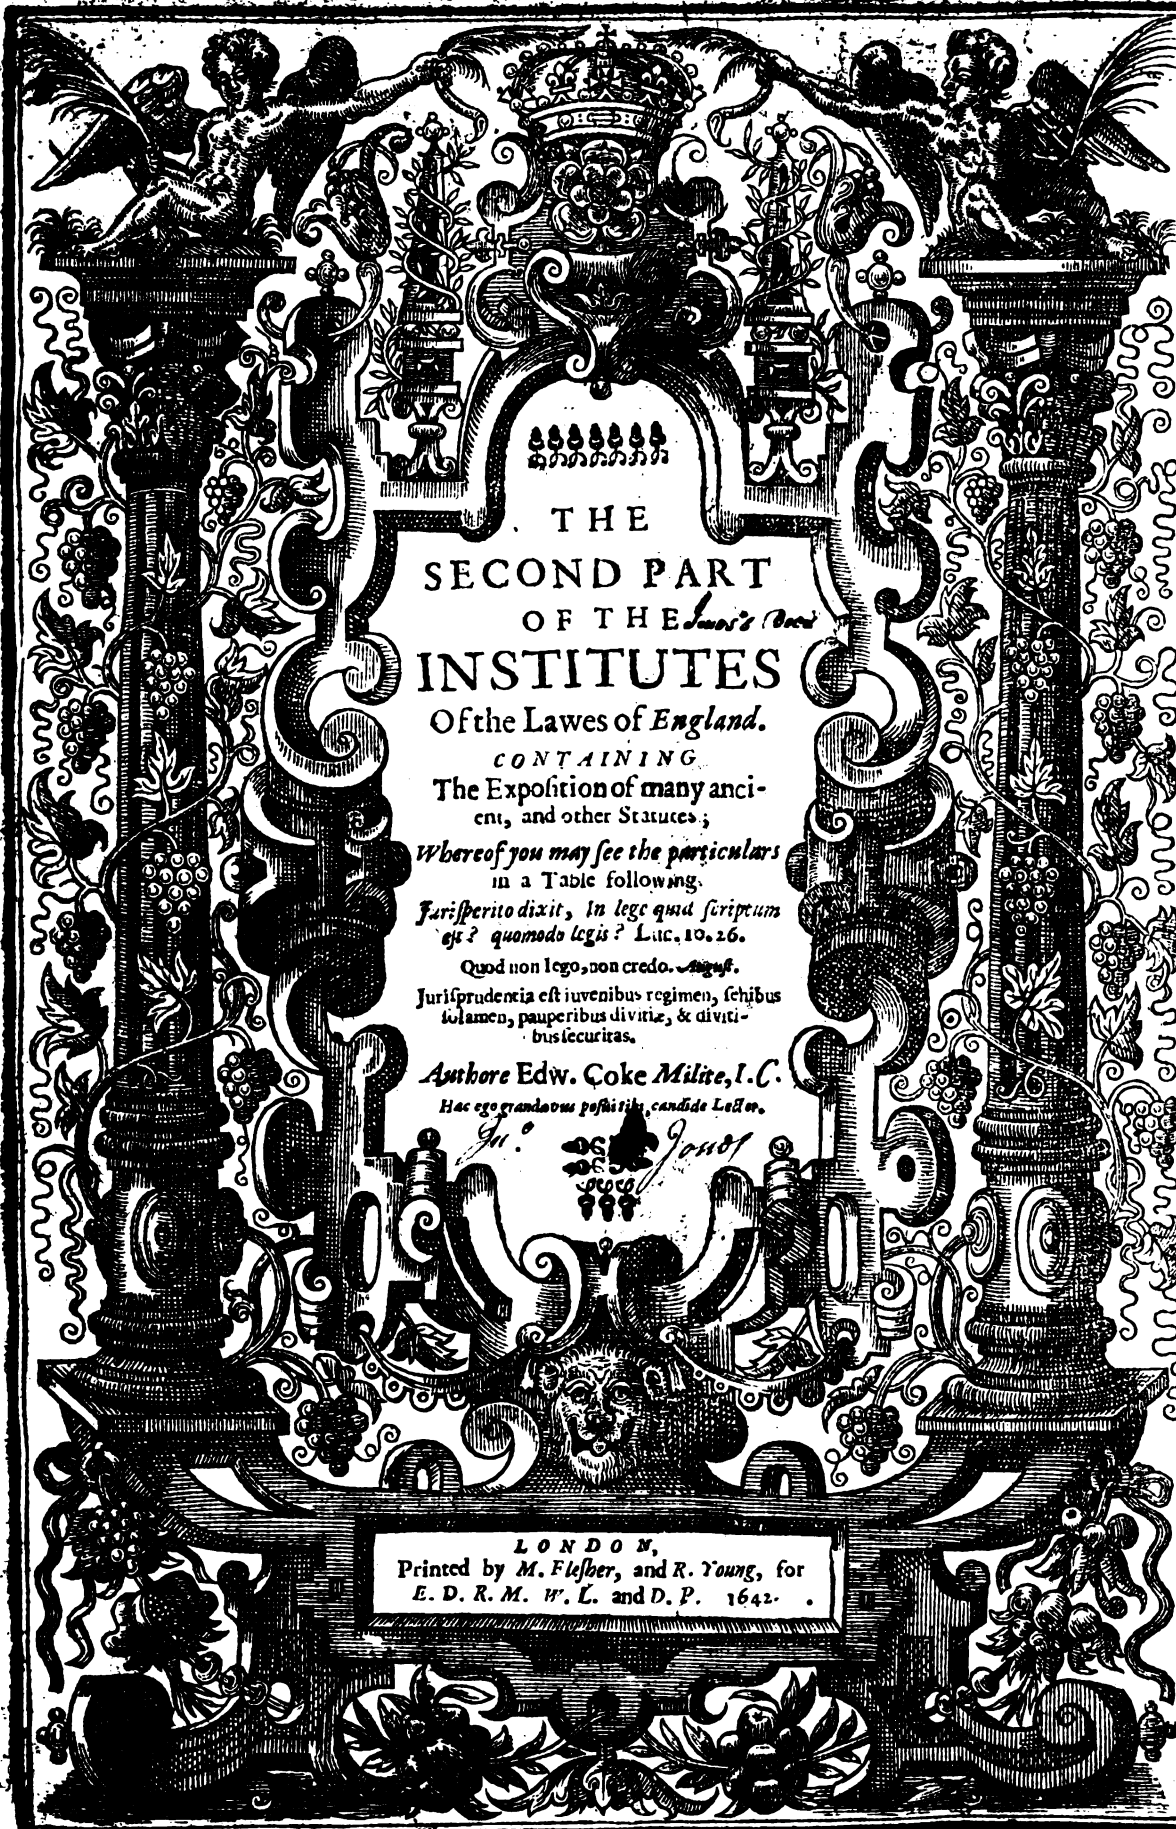 THE
SECOND PART
OF THE
INSTITUTES
Of the Lawes of England.
CONTAINING
The Expoſition of many anci-
ent, and other Statutes;
Whereof you may ſee the particulars
in a Table following.
Juriſperito dixit, In lege quid ſcriptum
eſt? quomodo legis? Luc. 10. 26.
Quod non lego, non credo. Auguſt.
Juriſprudentia eſt iuvenibus regimen, ſenibus
ſolamen, pauperibus divitiæ, & diviti-
bus ſecuritas.
Authore Edw. Coke Milite, I. C.
Hæc ego grandævus poſui tibi, candide Lector.
Jno. Jones
LONDON,
Printed by M. Fleſher, and R. Young, for
E. D. R. M. W. L. and D. P. 1642.